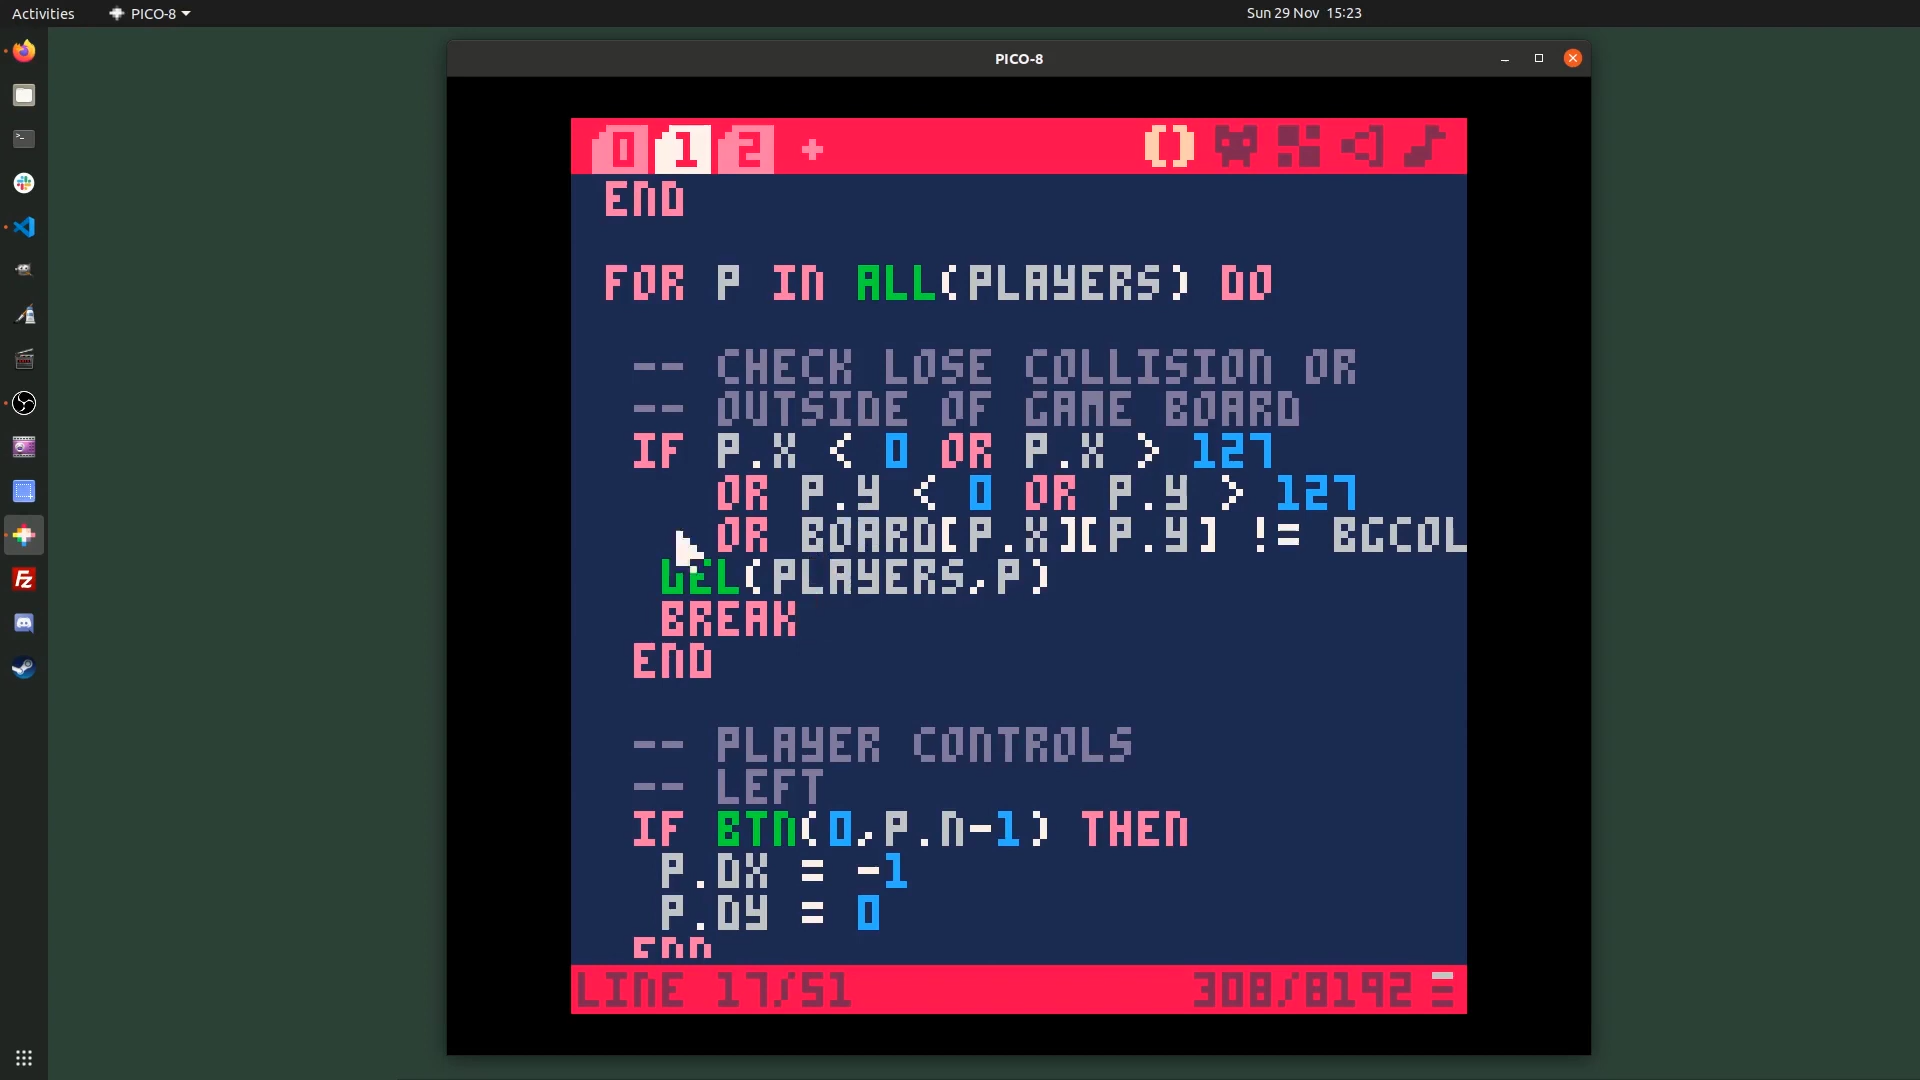 Activities
PICO-8
Sun 29 Nov 15:23
PICO-8
0 1 2 +
END
FOR P IN ALL(PLAYERS) DO
-- CHECK LOSE COLLISION OR
-- OUTSIDE OF GAME BOARD
IF P.X < 0 OR P.X > 127
OR P.Y < 0 OR P.Y > 127
OR BOARD[P.X][P.Y] != BGCOL
DEL(PLAYERS,P)
BREAK
END
-- PLAYER CONTROLS
-- LEFT
IF BTN(0,P.N-1) THEN
P.DX = -1
P.DY = 0
END
LINE 17/51
308/8192